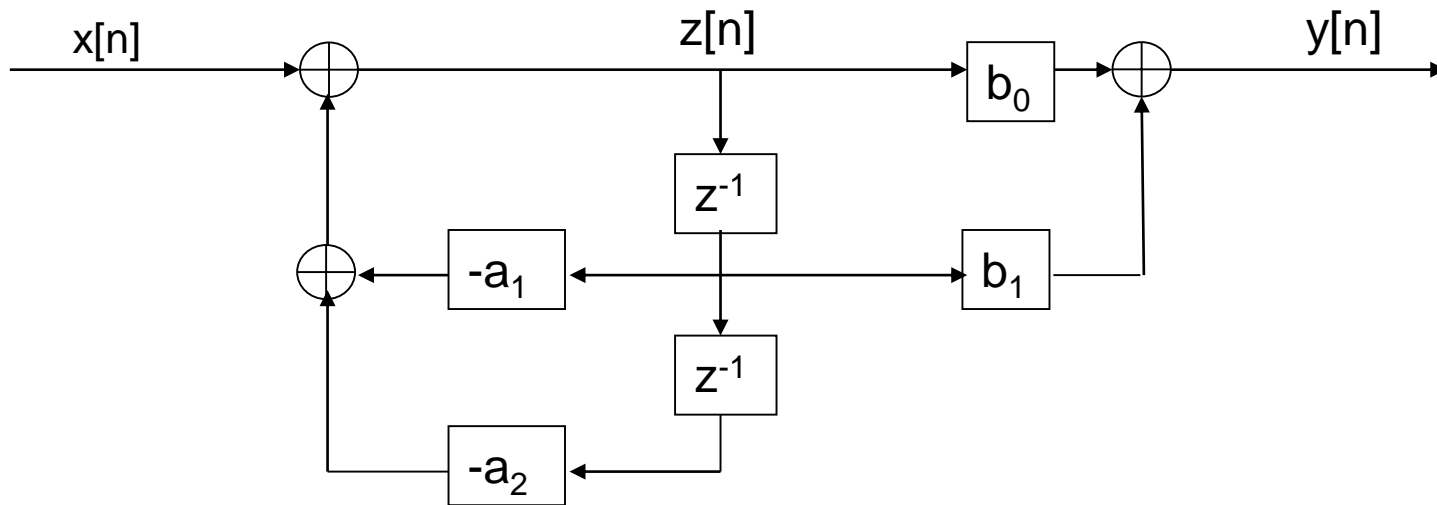 x[n] z[n] y[n]
b₀
z⁻¹
-a₁ b₁
z⁻¹
-a₂